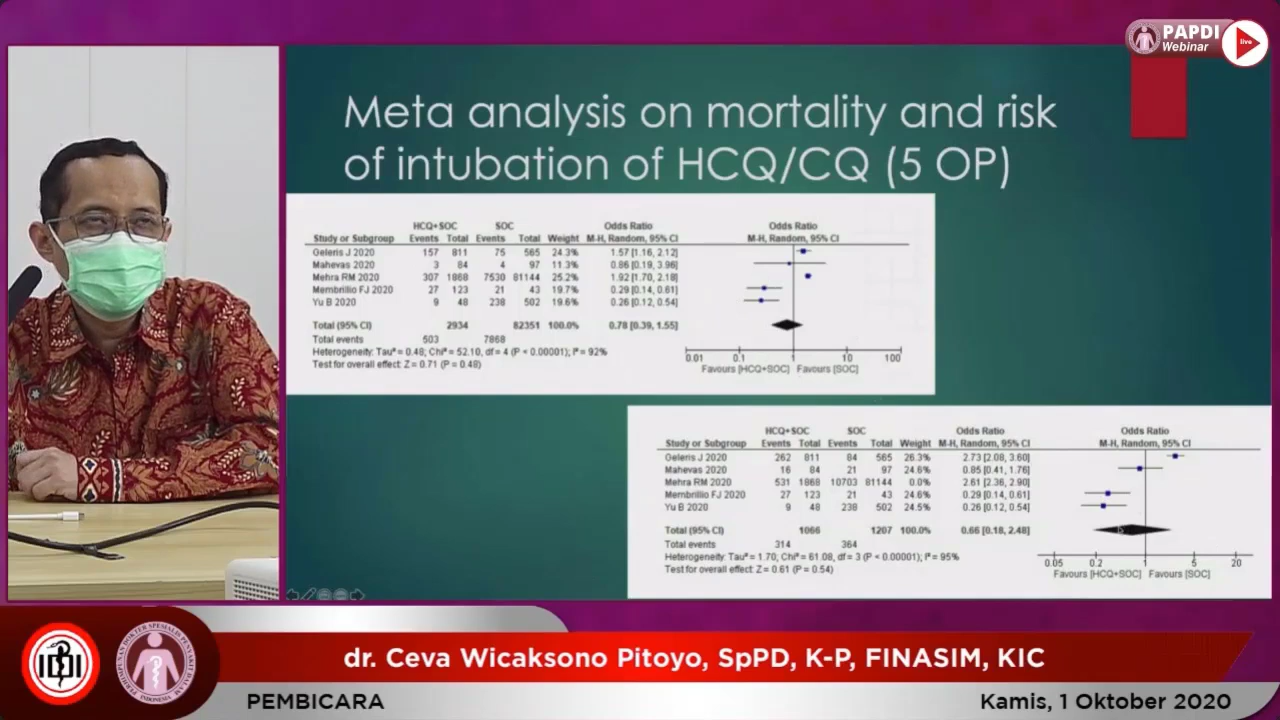 PAPDI
Webinar
live
Meta analysis on mortality and risk
of intubation of HCQ/CQ (5 OP)
HCQ+SOC SOC Odds Ratio Odds Ratio
Study or Subgroup Events Total Events Total Weight M-H, Random, 95% CI M-H, Random, 95% CI
Geleris J 2020 157 811 75 565 24.3% 1.57 [1.16, 2.12]
Mahevas 2020 3 84 4 97 11.3% 0.86 [0.19, 3.96]
Mehra RM 2020 307 1868 7530 81144 25.2% 1.92 [1.70, 2.18]
Membrillio FJ 2020 27 123 21 43 19.7% 0.29 [0.14, 0.61]
Yu B 2020 9 48 238 502 19.6% 0.26 [0.12, 0.54]
Total (95% CI) 2934 82351 100.0% 0.78 [0.39, 1.55]
Total events 503 7868
Heterogeneity: Tau² = 0.48; Chi² = 52.10, df = 4 (P < 0.00001); I² = 92%
Test for overall effect: Z = 0.71 (P = 0.48)
0.01 0.1 1 10 100
Favours [HCQ+SOC] Favours [SOC]
HCQ+SOC SOC Odds Ratio Odds Ratio
Study or Subgroup Events Total Events Total Weight M-H, Random, 95% CI M-H, Random, 95% CI
Geleris J 2020 262 811 84 565 26.3% 2.73 [2.08, 3.60]
Mahevas 2020 16 84 21 97 24.6% 0.85 [0.41, 1.76]
Mehra RM 2020 531 1868 10703 81144 0.0% 2.61 [2.36, 2.90]
Membrillio FJ 2020 27 123 21 43 24.6% 0.29 [0.14, 0.61]
Yu B 2020 9 48 238 502 24.5% 0.26 [0.12, 0.54]
Total (95% CI) 1066 1207 100.0% 0.66 [0.18, 2.48]
Total events 314 364
Heterogeneity: Tau² = 1.70; Chi² = 61.08, df = 3 (P < 0.00001); I² = 95%
Test for overall effect: Z = 0.61 (P = 0.54)
0.05 0.2 1 5 20
Favours [HCQ+SOC] Favours [SOC]
IDI
dr. Ceva Wicaksono Pitoyo, SpPD, K-P, FINASIM, KIC
PEMBICARA
Kamis, 1 Oktober 2020